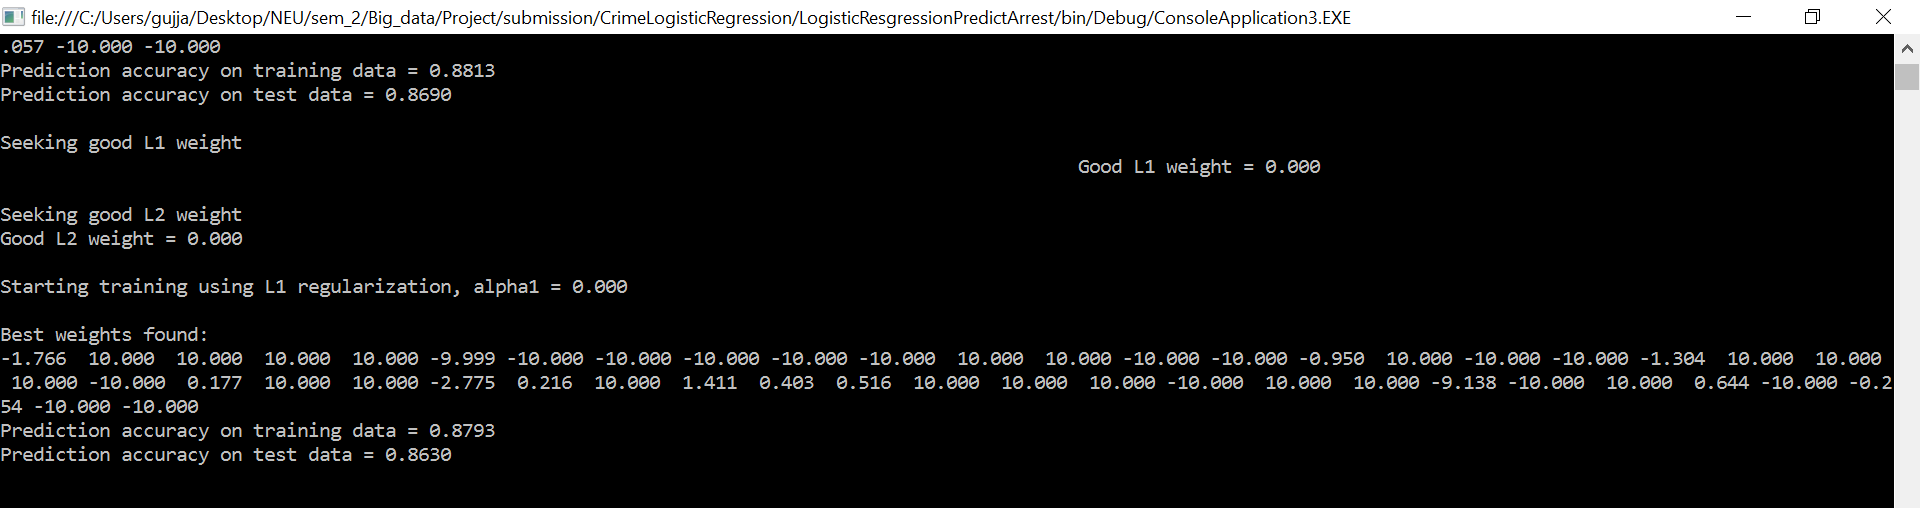 file:///C:/Users/gujja/Desktop/NEU/sem_2/Big_data/Project/submission/CrimeLogisticRegression/LogisticResgressionPredictArrest/bin/Debug/ConsoleApplication3.EXE
.057 -10.000 -10.000
Prediction accuracy on training data = 0.8813
Prediction accuracy on test data = 0.8690
Seeking good L1 weight
Good L1 weight = 0.000
Seeking good L2 weight
Good L2 weight = 0.000
Starting training using L1 regularization, alpha1 = 0.000
Best weights found:
-1.766  10.000  10.000  10.000  10.000 -9.999 -10.000 -10.000 -10.000 -10.000 -10.000  10.000  10.000 -10.000 -10.000 -0.950  10.000 -10.000 -10.000 -1.304  10.000  10.000
10.000 -10.000  0.177  10.000  10.000 -2.775  0.216  10.000  1.411  0.403  0.516  10.000  10.000  10.000 -10.000  10.000  10.000 -9.138 -10.000  10.000  0.644 -10.000 -0.2
54 -10.000 -10.000
Prediction accuracy on training data = 0.8793
Prediction accuracy on test data = 0.8630